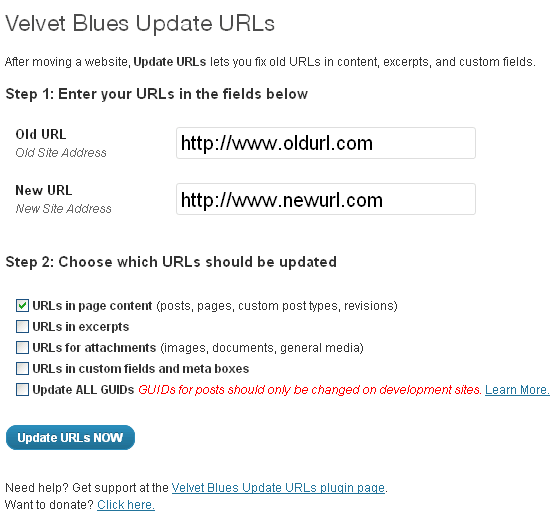 Velvet Blues Update URLs
After moving a website, Update URLs lets you fix old URLs in content, excerpts, and custom fields.
Step 1: Enter your URLs in the fields below
Old URL
http://www.oldurl.com
Old Site Address
New URL
http://www.newurl.com
New Site Address
Step 2: Choose which URLs should be updated
URLs in page content (posts, pages, custom post types, revisions)
URLs in excerpts
URLs for attachments (images, documents, general media)
URLs in custom fields and meta boxes
Update ALL GUIDs GUIDs for posts should only be changed on development sites. Learn More.
Update URLs NOW
Need help? Get support at the Velvet Blues Update URLs plugin page.
Want to donate? Click here.